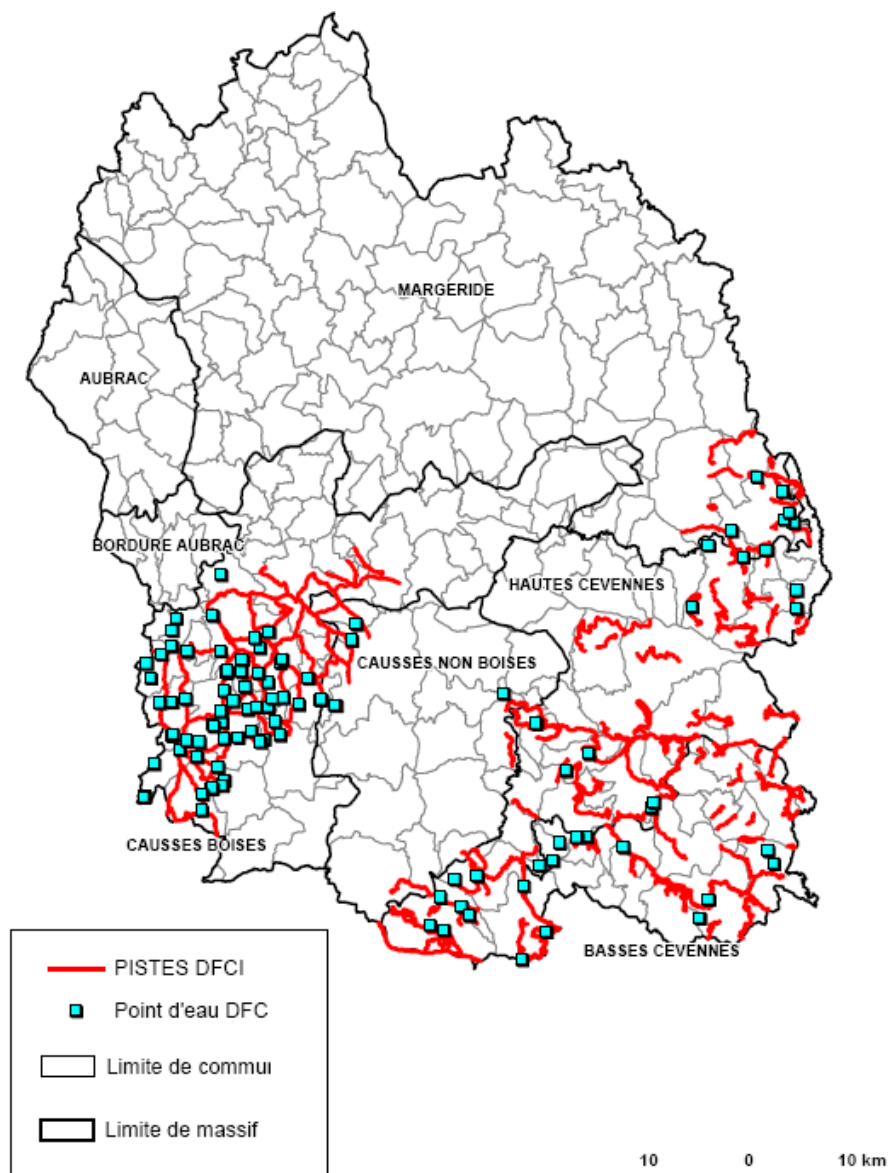 MARGERIDE
AUBRAC
BORDURE AUBRAC
HAUTES CEVENNES
CAUSSES NON BOISES
CAUSSES BOISES
BASSES CEVENNES
PISTES DFCI
Point d'eau DFC
Limite de commui
Limite de massif
10 0 10 km